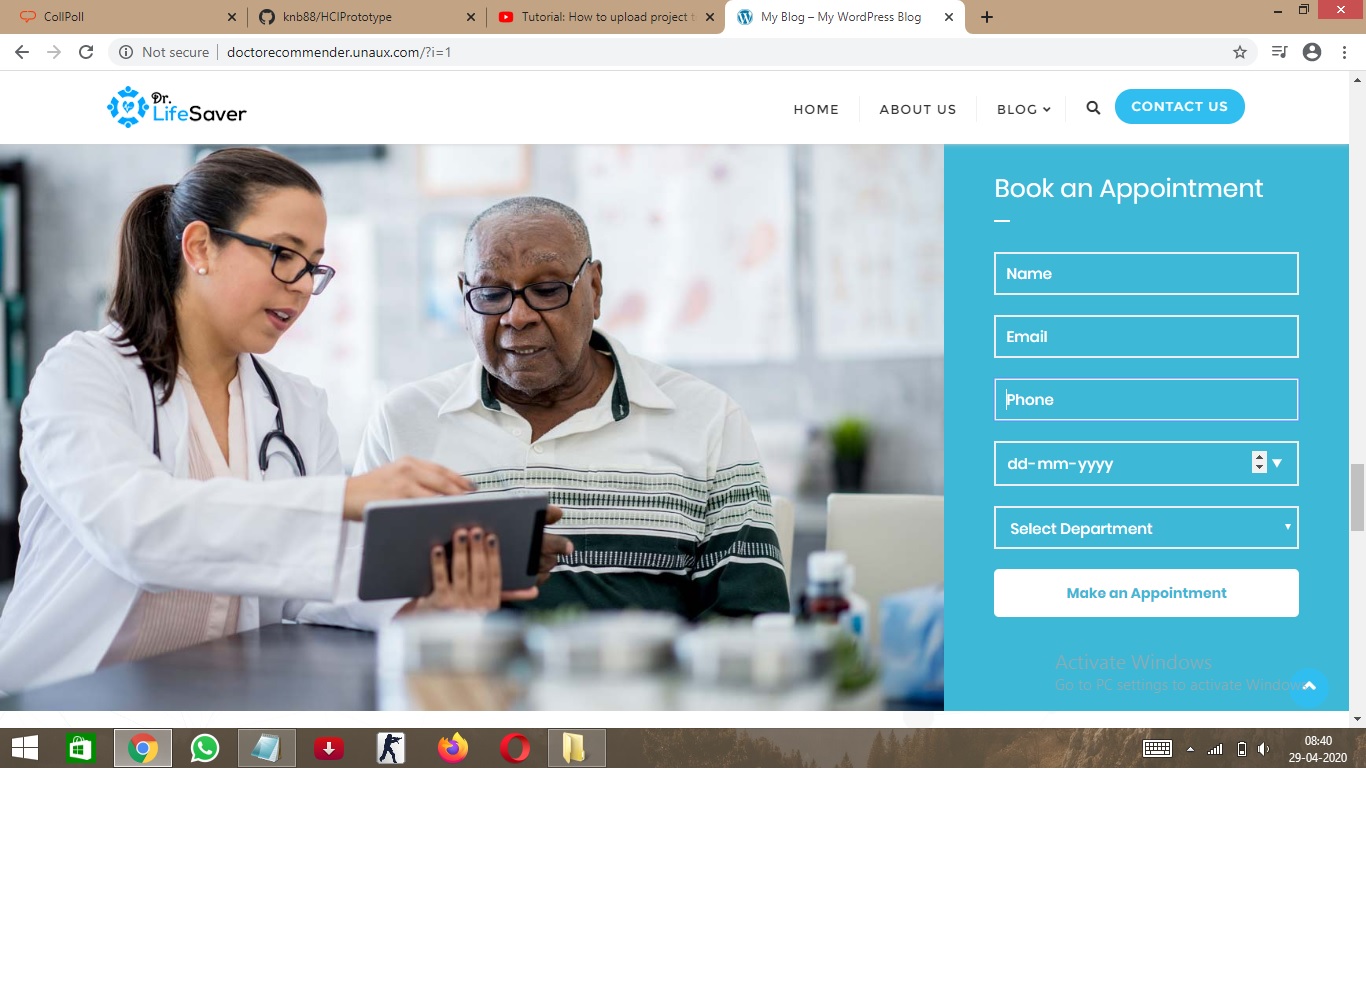 CollPoll
knb88/HCIPrototype
Tutorial: How to upload project t
My Blog – My WordPress Blog
Not secure
doctorecommender.unaux.com/?i=1
Dr.
LifeSaver
HOME
ABOUT US
BLOG
CONTACT US
Book an Appointment
Name
Email
Phone
dd-mm-yyyy
Select Department
Make an Appointment
Activate Windows
Go to PC settings to activate Window
08:40
29-04-2020